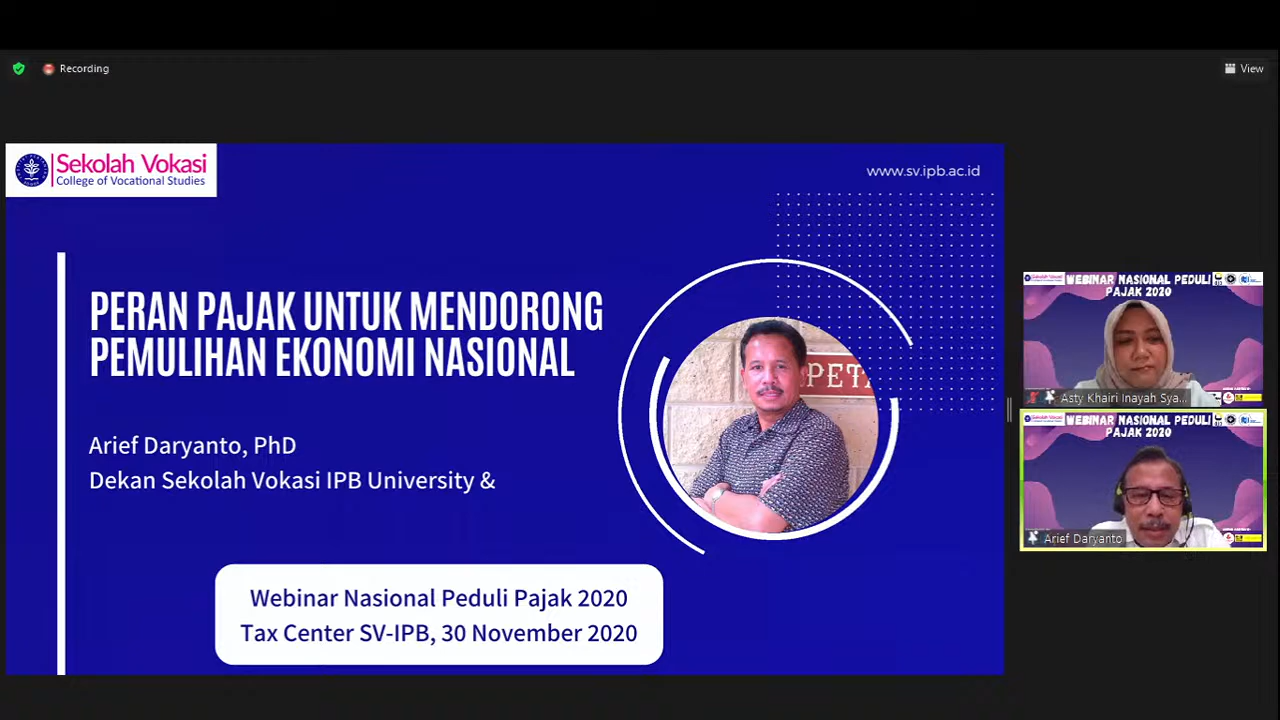 Recording
View
Sekolah Vokasi
College of Vocational Studies
www.sv.ipb.ac.id
PERAN PAJAK UNTUK MENDORONG
PEMULIHAN EKONOMI NASIONAL
Arief Daryanto, PhD
Dekan Sekolah Vokasi IPB University &
Webinar Nasional Peduli Pajak 2020
Tax Center SV-IPB, 30 November 2020
PETA
WEBINAR NASIONAL PEDULI
PAJAK 2020
Asty Khairi Inayah Sya...
WEBINAR NASIONAL PEDULI
PAJAK 2020
Arief Daryanto